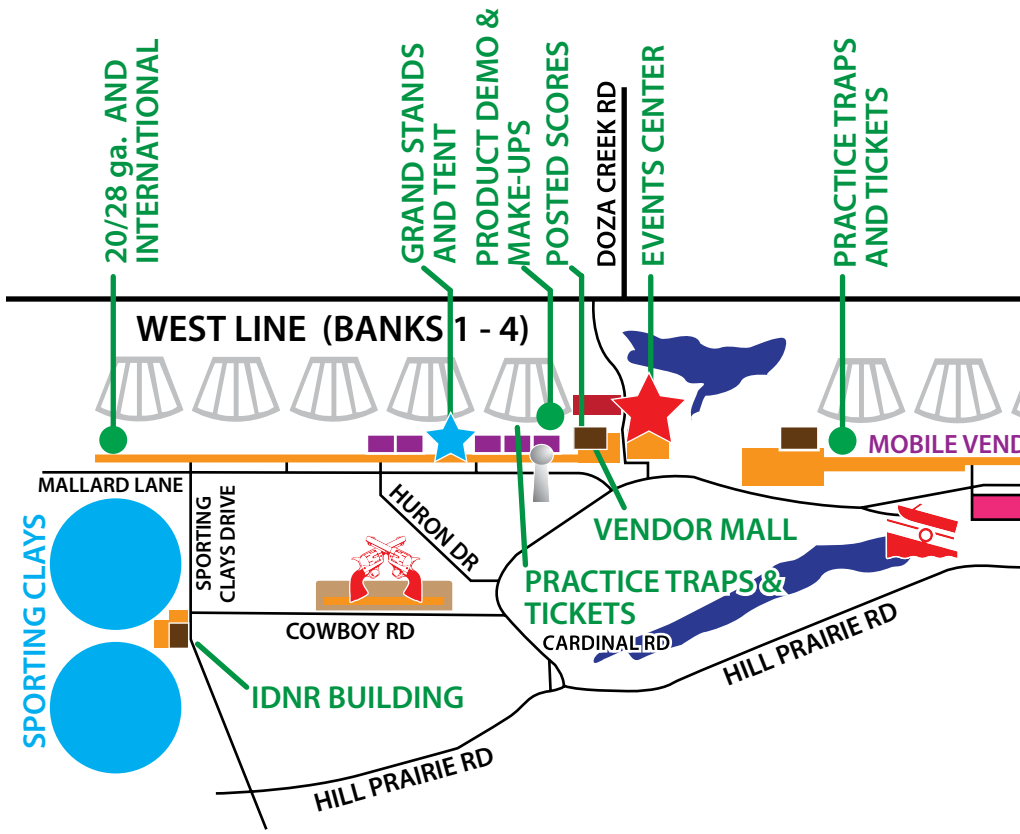 20/28 ga. AND
INTERNATIONAL
GRAND STANDS
AND TENT
PRODUCT DEMO &
MAKE-UPS
POSTED SCORES
DOZA CREEK RD
EVENTS CENTER
PRACTICE TRAPS
AND TICKETS
WEST LINE (BANKS 1 - 4)
MOBILE VEND
MALLARD LANE
SPORTING CLAYS
SPORTING
CLAYS DRIVE
HURON DR
VENDOR MALL
PRACTICE TRAPS &
TICKETS
COWBOY RD
CARDINAL RD
HILL PRAIRIE RD
IDNR BUILDING
HILL PRAIRIE RD